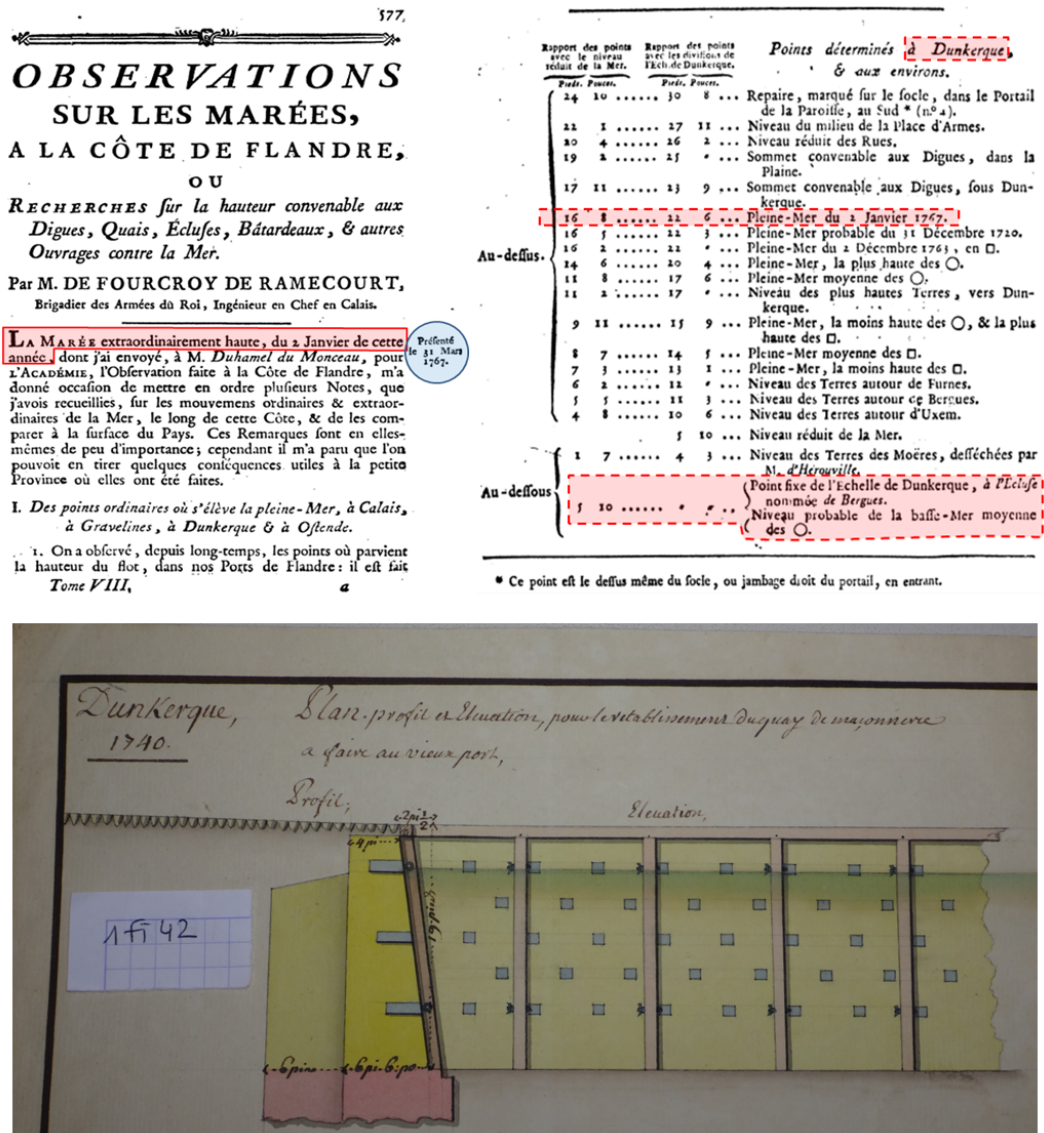 577
OBSERVATIONS
SUR LES MARÉES,
A LA CÔTE DE FLANDRE,
OU
RECHERCHES ſur la hauteur convenable aux
Digues, Quais, Écluſes, Bâtardeaux, & autres
Ouvrages contre la Mer.
Par M. DE FOURCROY DE RAMECOURT,
Brigadier des Armées du Roi, Ingénieur en Chef en Calais.
LA MARÉE extraordinairement haute, du 2 Janvier de cette
année, dont j'ai envoyé, à M. Duhamel du Monceau, pour
L'ACADÉMIE, l'Obſervation faite à la Côte de Flandre, m'a
donné occaſion de mettre en ordre pluſieurs Notes, que
j'avois recueillies, ſur les mouvemens ordinaires & extraor-
dinaires de la Mer, le long de cette Côte, & de les com-
parer à la ſurface du Pays. Ces Remarques ſont en elles-
mêmes de peu d'importance; cependant il m'a paru que l'on
pouvoit en tirer quelques conſéquences utiles à la petite
Province où elles ont été faites.
Préſenté
le 31 Mars
1767.
I. Des points ordinaires où s'élève la pleine-Mer, à Calais,
à Gravelines, à Dunkerque & à Oſtende.
1. On a obſervé, depuis long-temps, les points où parvient
la hauteur du flot, dans nos Ports de Flandre: il eſt fait
Tome VIII, a
Rapport des points avec le niveau réduit de la Mer.
Rapport des points avec les diviſions de l'Ech. de Dunkerque.
Points déterminés à Dunkerque,
& aux environs.
Pieds. Pouces. Pieds. Pouces.
Au-deſſus.
24 10 ...... 30 8 ... Repaire, marqué ſur le ſocle, dans le Portail
de la Paroiſſe, au Sud * (n.º 4).
22 1 ...... 27 11 ... Niveau du milieu de la Place d'Armes.
20 4 ...... 26 2 ... Niveau réduit des Rues.
19 2 ...... 25 " ... Sommet convenable aux Digues, dans la
Plaine.
17 11 ...... 23 9 ... Sommet convenable aux Digues, ſous Dun-
kerque.
16 8 ...... 22 6 ... Pleine-Mer du 2 Janvier 1767.
16 5 ...... 22 3 ... Pleine-Mer probable du 31 Décembre 1720.
16 2 ...... 22 " ... Pleine-Mer du 2 Décembre 1763, en □.
14 6 ...... 20 4 ... Pleine-Mer, la plus haute des ○.
11 8 ...... 17 6 ... Pleine-Mer moyenne des ○.
11 2 ...... 17 " ... Niveau des plus hautes Terres, vers Dun-
kerque.
9 11 ...... 15 9 ... Pleine-Mer, la moins haute des ○, & la plus
haute des □.
8 7 ...... 14 5 ... Pleine-Mer moyenne des □.
7 3 ...... 13 1 ... Pleine-Mer, la moins haute des □.
6 2 ...... 12 " ... Niveau des Terres autour de Furnes.
5 5 ...... 11 3 ... Niveau des Terres autour de Bergues.
4 8 ...... 10 6 ... Niveau des Terres autour d'Uxem.
5 10 ... Niveau réduit de la Mer.
Au-deſſous
1 7 ...... 4 3 ... Niveau des Terres des Moëres, deſſéchées par
M. d'Hérouville.
5 10 ...... " " ... Point fixe de l'Echelle de Dunkerque, à l'Ecluſe
nommée de Bergues.
Niveau probable de la baſſe-Mer moyenne
des ○.
* Ce point eſt le deſſus même du ſocle, ou jambage droit du portail, en entrant.
Dunkerque, Plan-profil et Elevation, pour le retablissement du quay de maçonnerie
1740.
a faire au vieux port,
Profil, Elevation,
2 pi 1/2
4 pi
19 pieds
1 fi 42
6 pi 6 pi 6 po